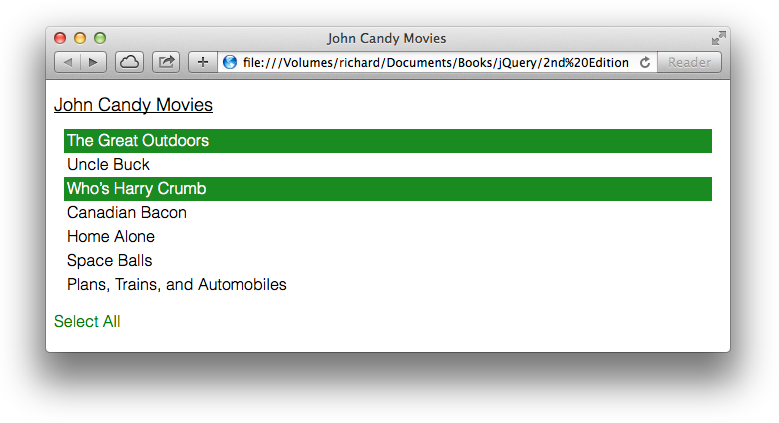 John Candy Movies
file:///Volumes/richard/Documents/Books/jQuery/2nd%20Edition
Reader
John Candy Movies
The Great Outdoors
Uncle Buck
Who's Harry Crumb
Canadian Bacon
Home Alone
Space Balls
Plans, Trains, and Automobiles
Select All